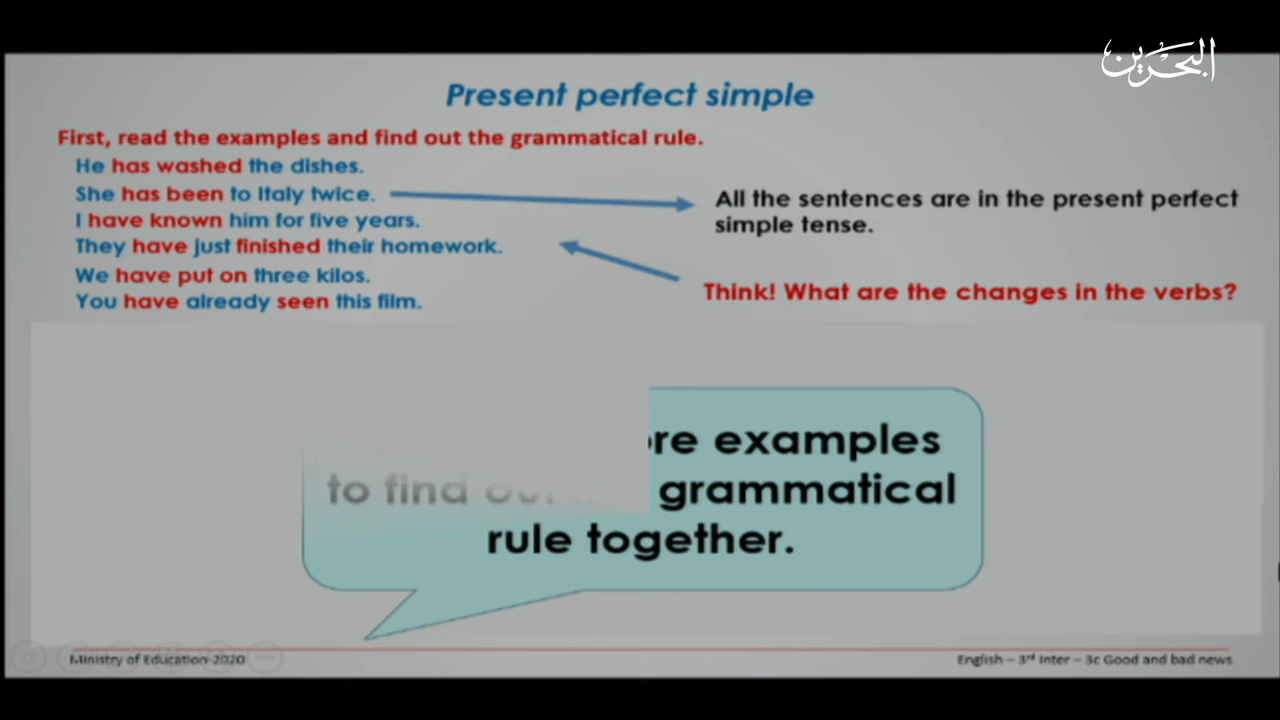 البحرين
Present perfect simple
First, read the examples and find out the grammatical rule.
He has washed the dishes.
She has been to Italy twice.
I have known him for five years.
They have just finished their homework.
We have put on three kilos.
You have already seen this film.
All the sentences are in the present perfect
simple tense.
Think! What are the changes in the verbs?
examples
to find grammatical
rule together.
Ministry of Education-2020
English – 3rd Inter – 3c Good and bad news